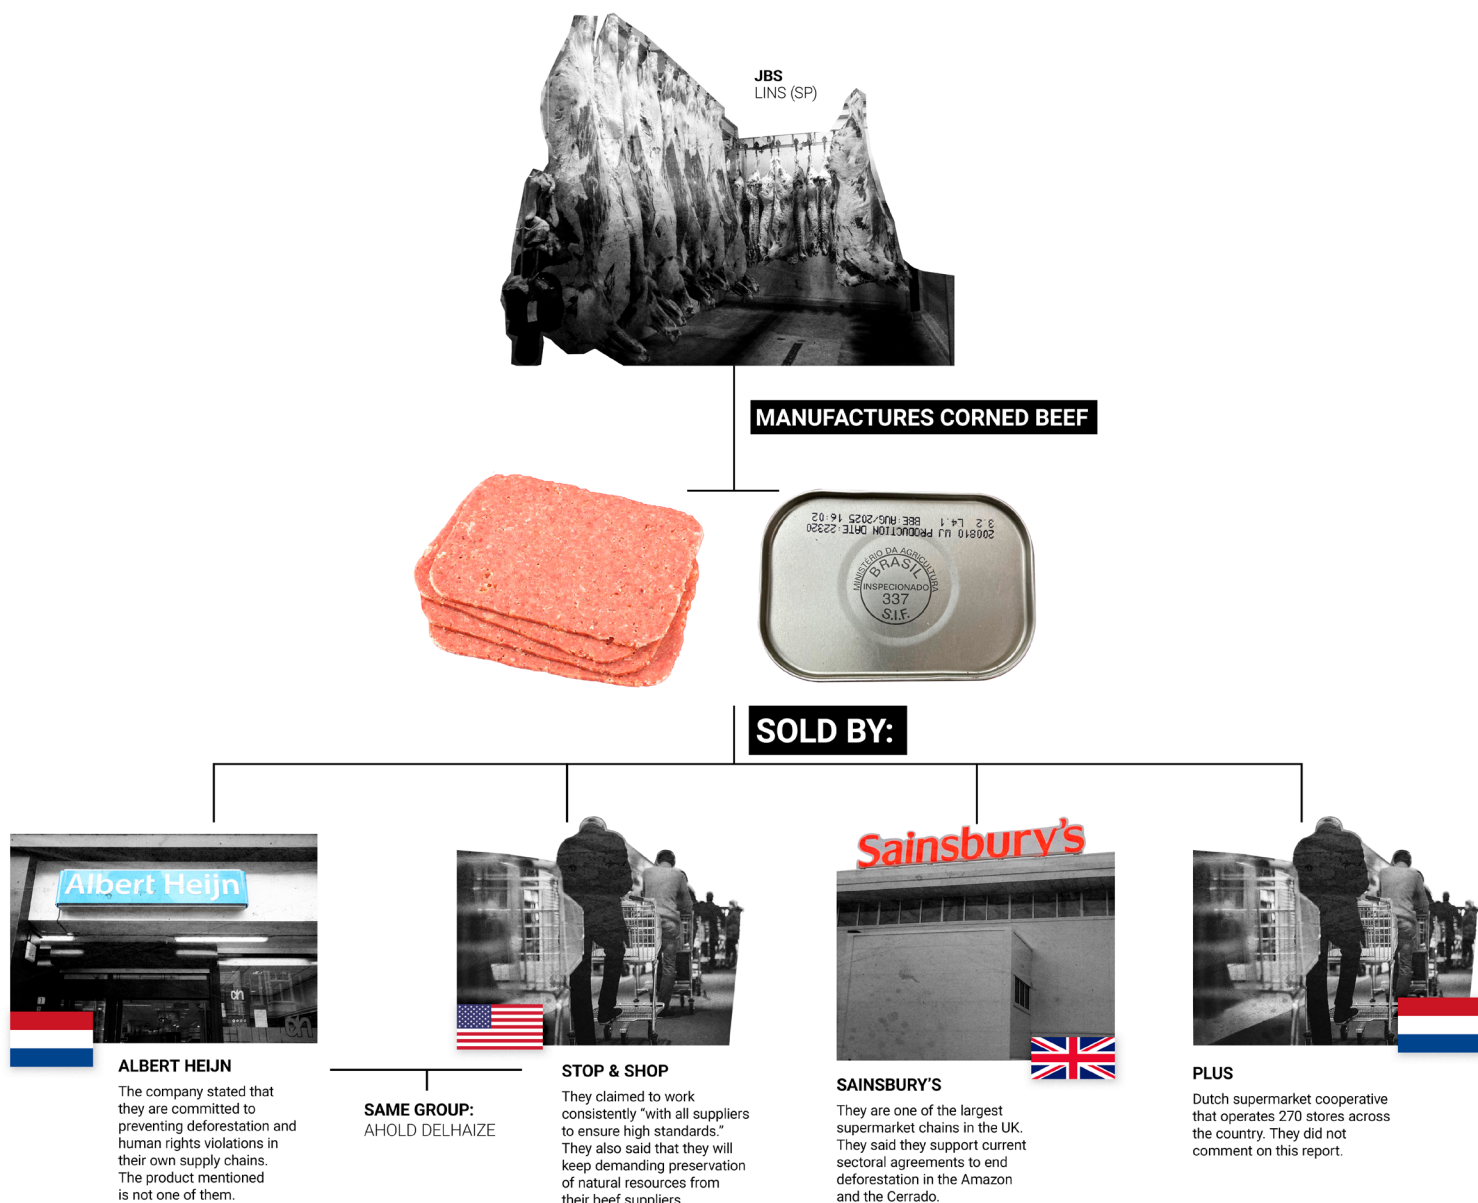 JBS
LINS (SP)
MANUFACTURES CORNED BEEF
200810 UJ PRODUCTION DATE:22320
3.2 L4.1 BBE:AUG/2025 16:02
MINISTÉRIO DA AGRICULTURA
BRASIL
INSPECIONADO
337
S.I.F.
SOLD BY:
Albert Heijn
ah
ah
ALBERT HEIJN
The company stated that
they are committed to
preventing deforestation and
human rights violations in
their own supply chains.
The product mentioned
is not one of them.
SAME GROUP:
AHOLD DELHAIZE
STOP & SHOP
They claimed to work
consistently “with all suppliers
to ensure high standards.”
They also said that they will
keep demanding preservation
of natural resources from
their beef suppliers
Sainsbury's
SAINSBURY’S
They are one of the largest
supermarket chains in the UK.
They said they support current
sectoral agreements to end
deforestation in the Amazon
and the Cerrado.
PLUS
Dutch supermarket cooperative
that operates 270 stores across
the country. They did not
comment on this report.